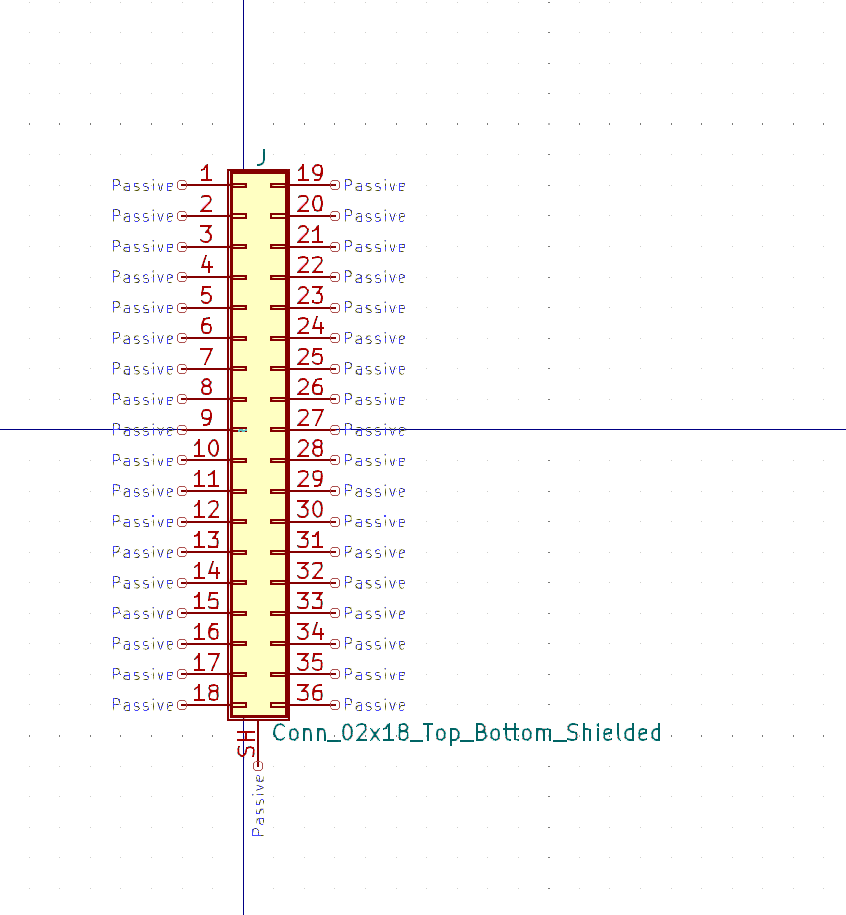 J
1 19
Passive Passive
2 20
Passive Passive
3 21
Passive Passive
4 22
Passive Passive
5 23
Passive Passive
6 24
Passive Passive
7 25
Passive Passive
8 26
Passive Passive
9 27
Passive Passive
10 28
Passive Passive
11 29
Passive Passive
12 30
Passive Passive
13 31
Passive Passive
14 32
Passive Passive
15 33
Passive Passive
16 34
Passive Passive
17 35
Passive Passive
18 36
Passive Passive
SH
Conn_02x18_Top_Bottom_Shielded
Passive